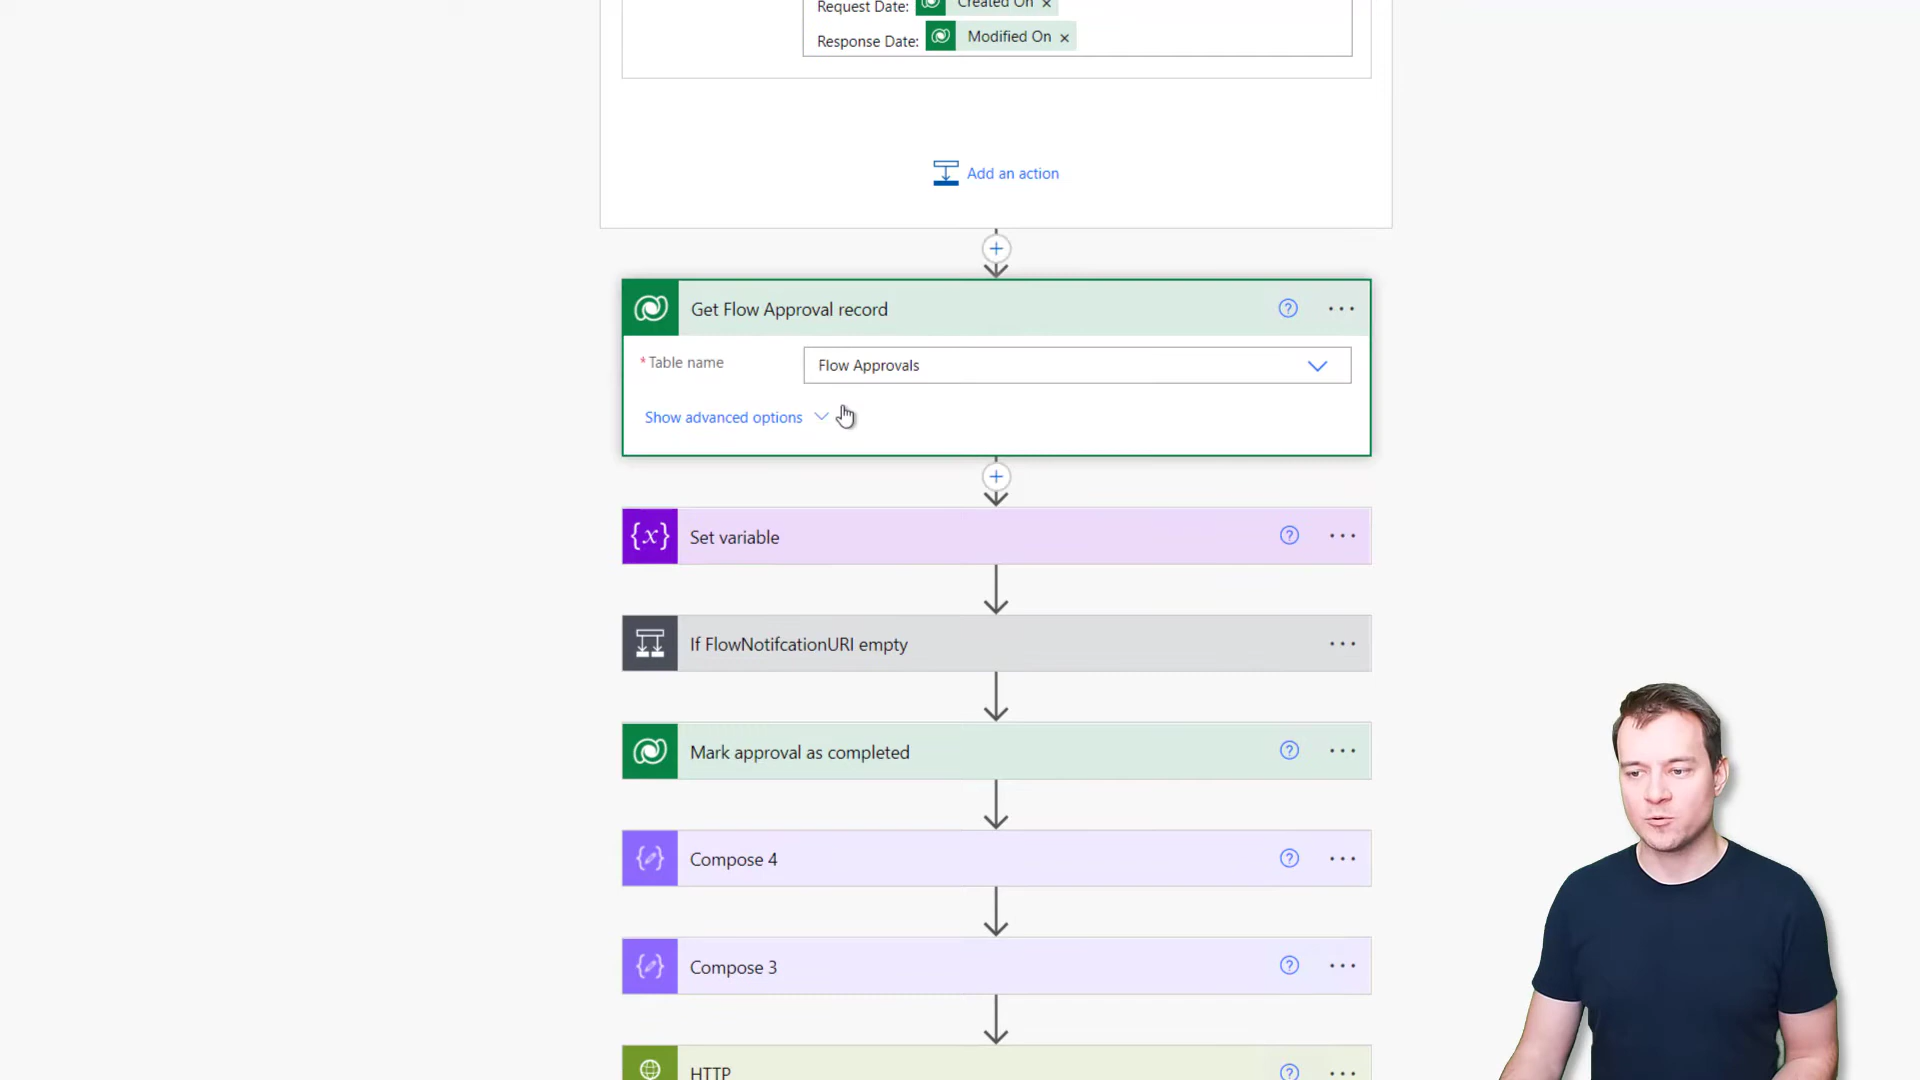 Request Date: Created On ×
Response Date: Modified On ×
Add an action
Get Flow Approval record
* Table name
Flow Approvals
Show advanced options
{x} Set variable
If FlowNotifcationURI empty
Mark approval as completed
Compose 4
Compose 3
HTTP